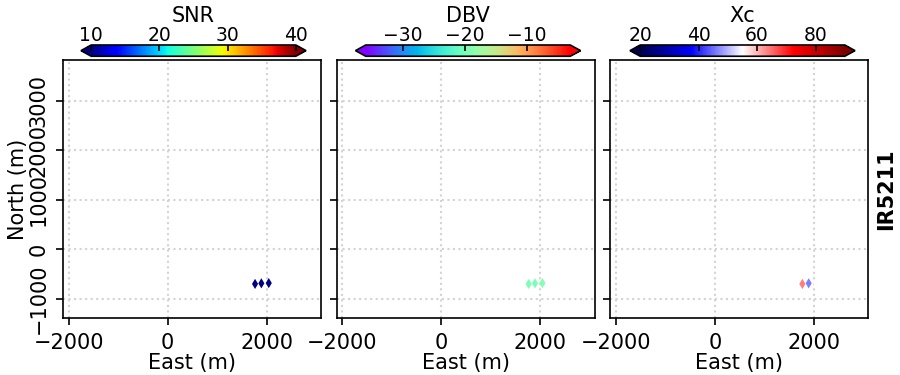 SNR DBV Xc
10 20 30 40 −30 −20 −10 20 40 60 80
North (m)
3000
2000
1000
0
−1000
−2000 0 2000 −2000 0 2000 −2000 0 2000
East (m) East (m) East (m)
IR5211